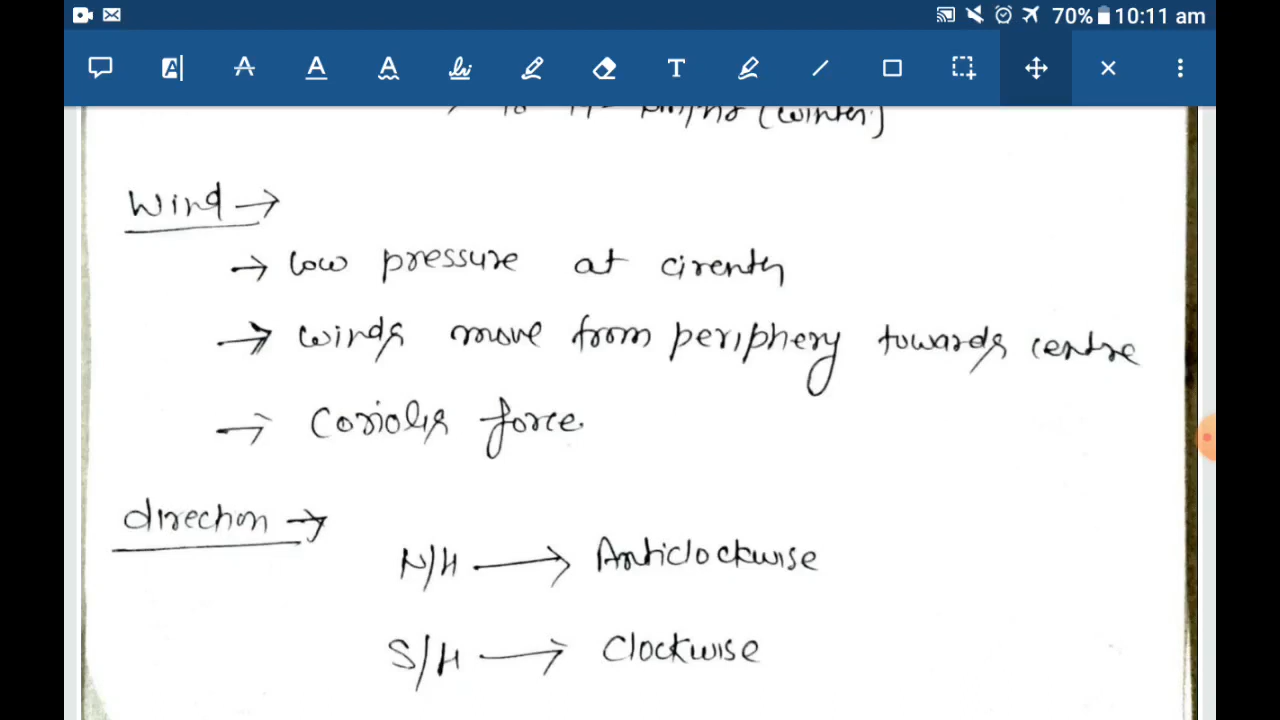 70% 10:11 am
(winter)
Wind →
→ low pressure at
→ winds move from periphery towards centre
→ Coriolis force
direction →
N/H → Anticlockwise
S/H → Clockwise